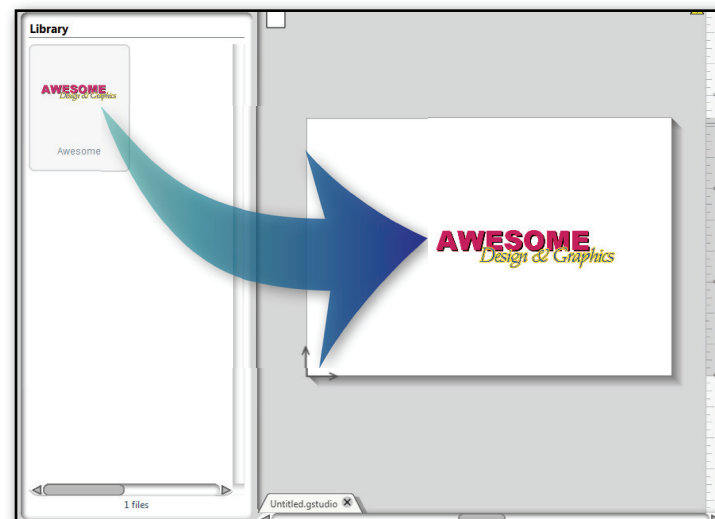 Library
AWESOME
Design & Graphics
Awesome
1 files
AWESOME
Design & Graphics
Untitled.gstudio